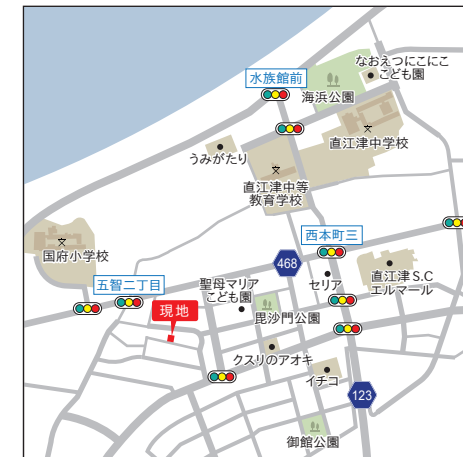 なおえつにこにこ
こども園
水族館前
海浜公園
直江津中学校
うみがたり
直江津中等
教育学校
国府小学校
西本町三
468
五智二丁目
聖母マリア
こども園
セリア
直江津S.C
エルマール
現地
毘沙門公園
クスリのアオキ
イチコ
123
御館公園